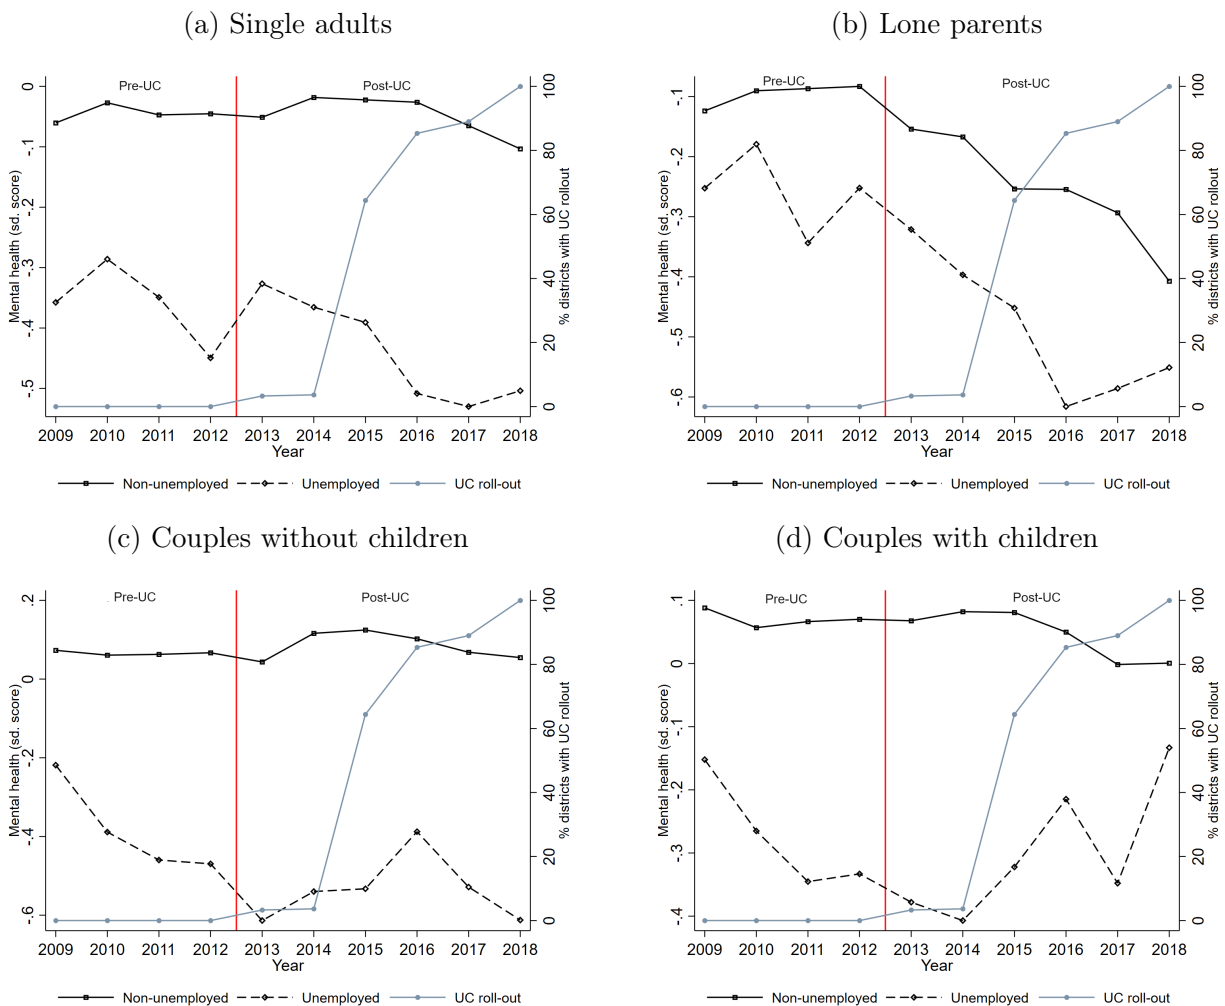 (a) Single adults
Pre-UC
Post-UC
Mental health (sd. score)
0
-.1
-.2
-.3
-.4
-.5
% districts with UC rollout
100
80
60
40
20
0
2009 2010 2011 2012 2013 2014 2015 2016 2017 2018
Year
Non-unemployed Unemployed UC roll-out
(b) Lone parents
Pre-UC
Post-UC
Mental health (sd. score)
-.1
-.2
-.3
-.4
-.5
-.6
% districts with UC rollout
100
80
60
40
20
0
2009 2010 2011 2012 2013 2014 2015 2016 2017 2018
Year
Non-unemployed Unemployed UC roll-out
(c) Couples without children
Pre-UC
Post-UC
Mental health (sd. score)
.2
0
-.2
-.4
-.6
% districts with UC rollout
100
80
60
40
20
0
2009 2010 2011 2012 2013 2014 2015 2016 2017 2018
Year
Non-unemployed Unemployed UC roll-out
(d) Couples with children
Pre-UC
Post-UC
Mental health (sd. score)
.1
0
-.1
-.2
-.3
-.4
% districts with UC rollout
100
80
60
40
20
0
2009 2010 2011 2012 2013 2014 2015 2016 2017 2018
Year
Non-unemployed Unemployed UC roll-out